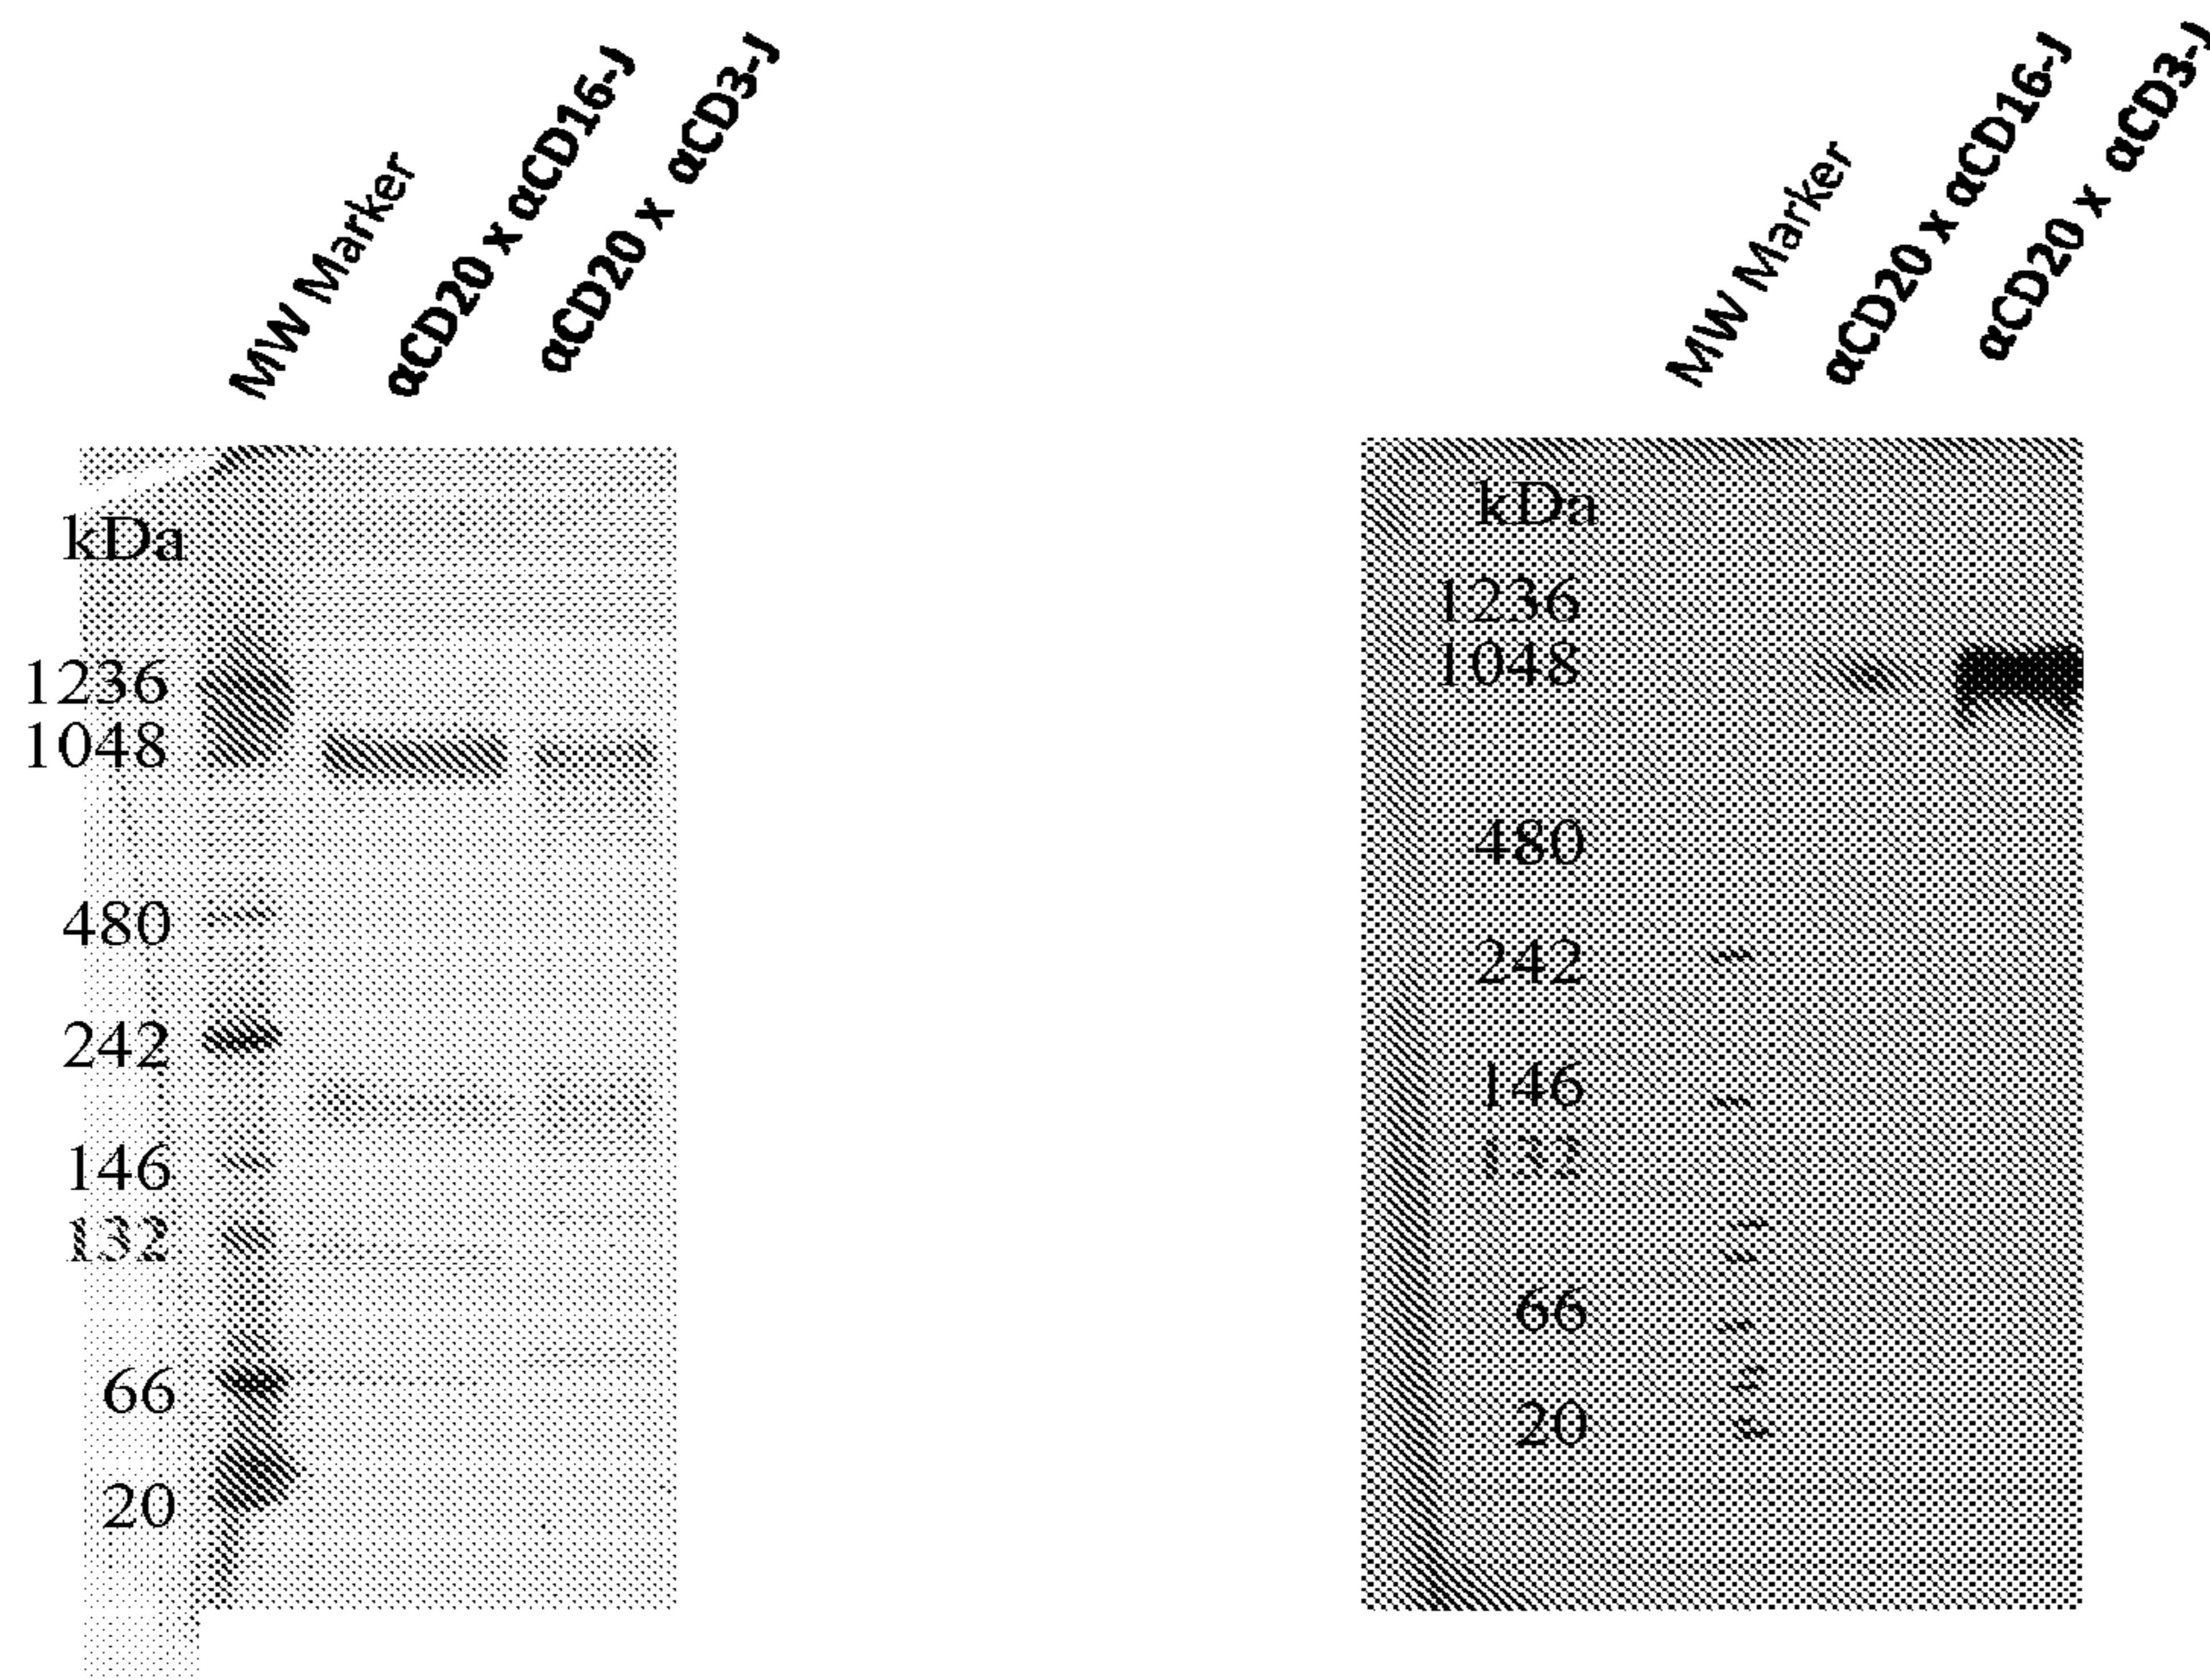 MW Marker
αCD20 x αCD16-J
αCD20 x αCD3-J
kDa
1236
1048
480
242
146
132
66
20
MW Marker
αCD20 x αCD16-J
αCD20 x αCD3-J
kDa
1236
1048
480
242
146
132
66
20